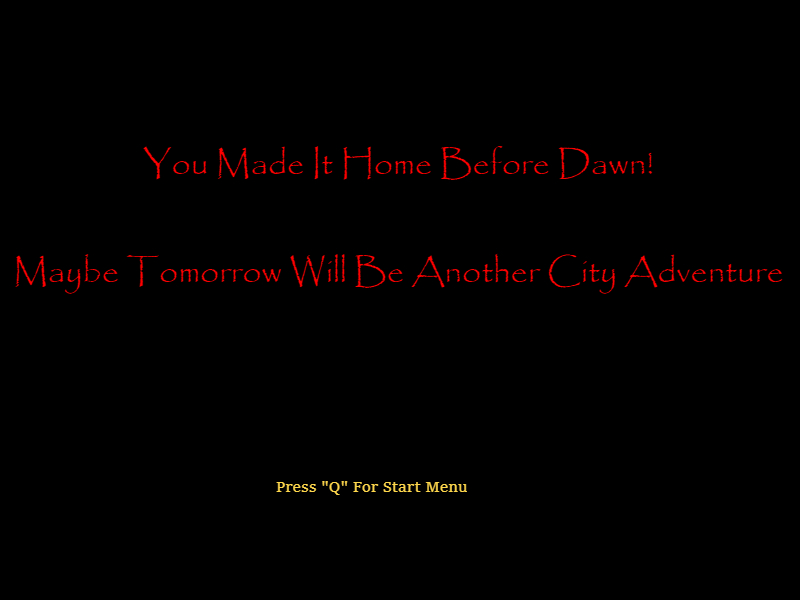 You Made It Home Before Dawn!
Maybe Tomorrow Will Be Another City Adventure
Press "Q" For Start Menu